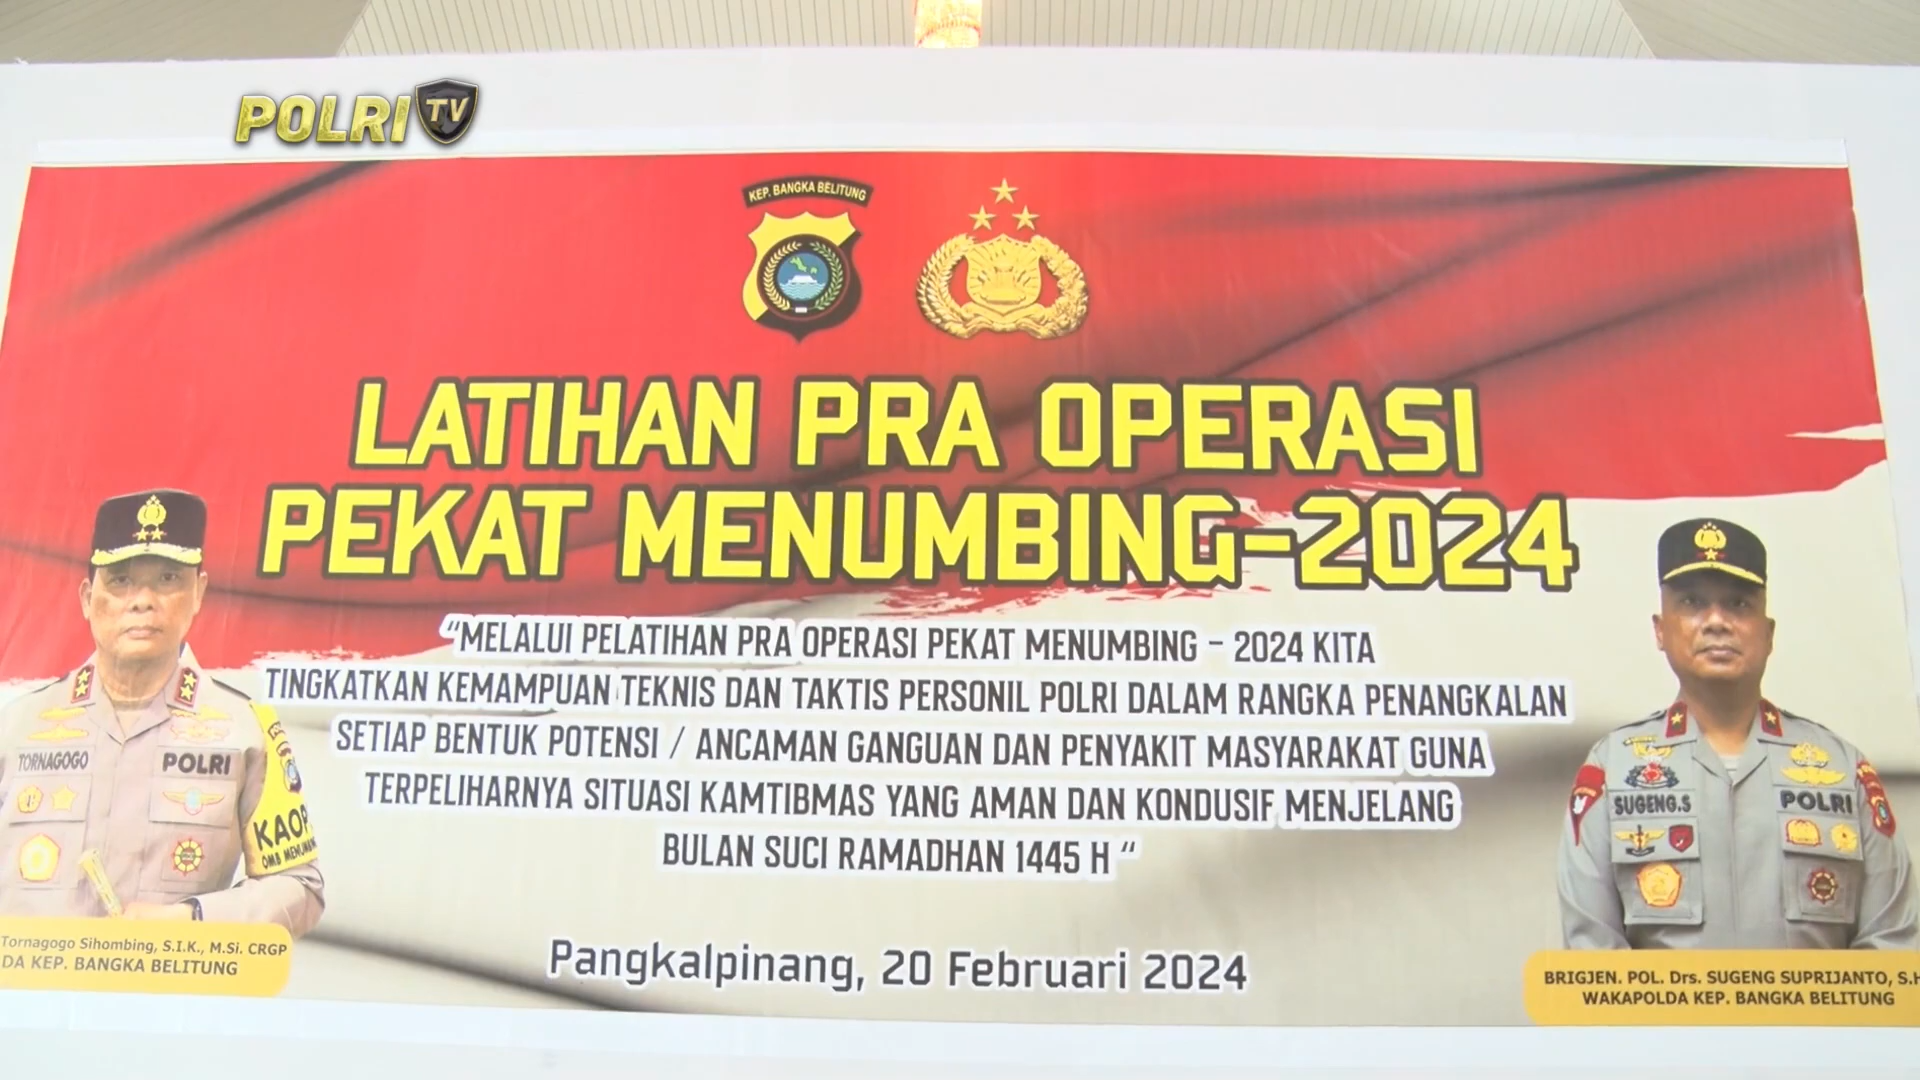 POLRI TV
KEP. BANGKA BELITUNG
LATIHAN PRA OPERASI
PEKAT MENUMBING-2024
“MELALUI PELATIHAN PRA OPERASI PEKAT MENUMBING - 2024 KITA
TINGKATKAN KEMAMPUAN TEKNIS DAN TAKTIS PERSONIL POLRI DALAM RANGKA PENANGKALAN
SETIAP BENTUK POTENSI / ANCAMAN GANGUAN DAN PENYAKIT MASYARAKAT GUNA
TERPELIHARNYA SITUASI KAMTIBMAS YANG AMAN DAN KONDUSIF MENJELANG
BULAN SUCI RAMADHAN 1445 H “
Pangkalpinang, 20 Februari 2024
TORNAGOGO POLRI
KAOP
OMB MENUMB
Tornagogo Sihombing, S.I.K., M.Si. CRGP
DA KEP. BANGKA BELITUNG
SUGENG.S POLRI
BRIGJEN. POL. Drs. SUGENG SUPRIJANTO, S.H
WAKAPOLDA KEP. BANGKA BELITUNG